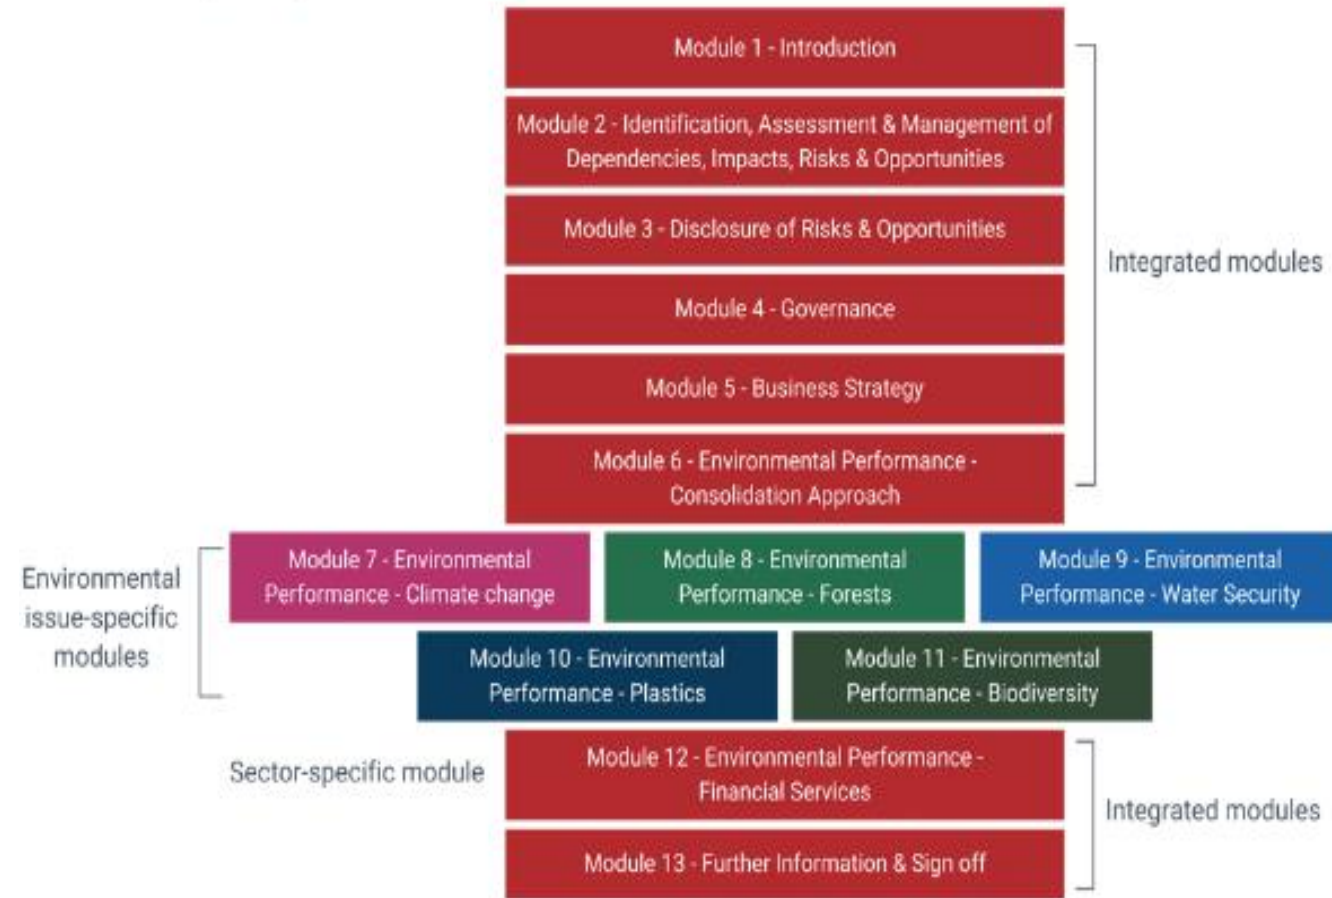 Module 1 - Introduction
Module 2 - Identification, Assessment & Management of
Dependencies, Impacts, Risks & Opportunities
Module 3 - Disclosure of Risks & Opportunities
Integrated modules
Module 4 - Governance
Module 5 - Business Strategy
Module 6 - Environmental Performance -
Consolidation Approach
Environmental
issue-specific
modules
Module 7 - Environmental
Performance - Climate change
Module 8 - Environmental
Performance - Forests
Module 9 - Environmental
Performance - Water Security
Module 10 - Environmental
Performance - Plastics
Module 11 - Environmental
Performance - Biodiversity
Sector-specific module
Module 12 - Environmental Performance -
Financial Services
Integrated modules
Module 13 - Further Information & Sign off